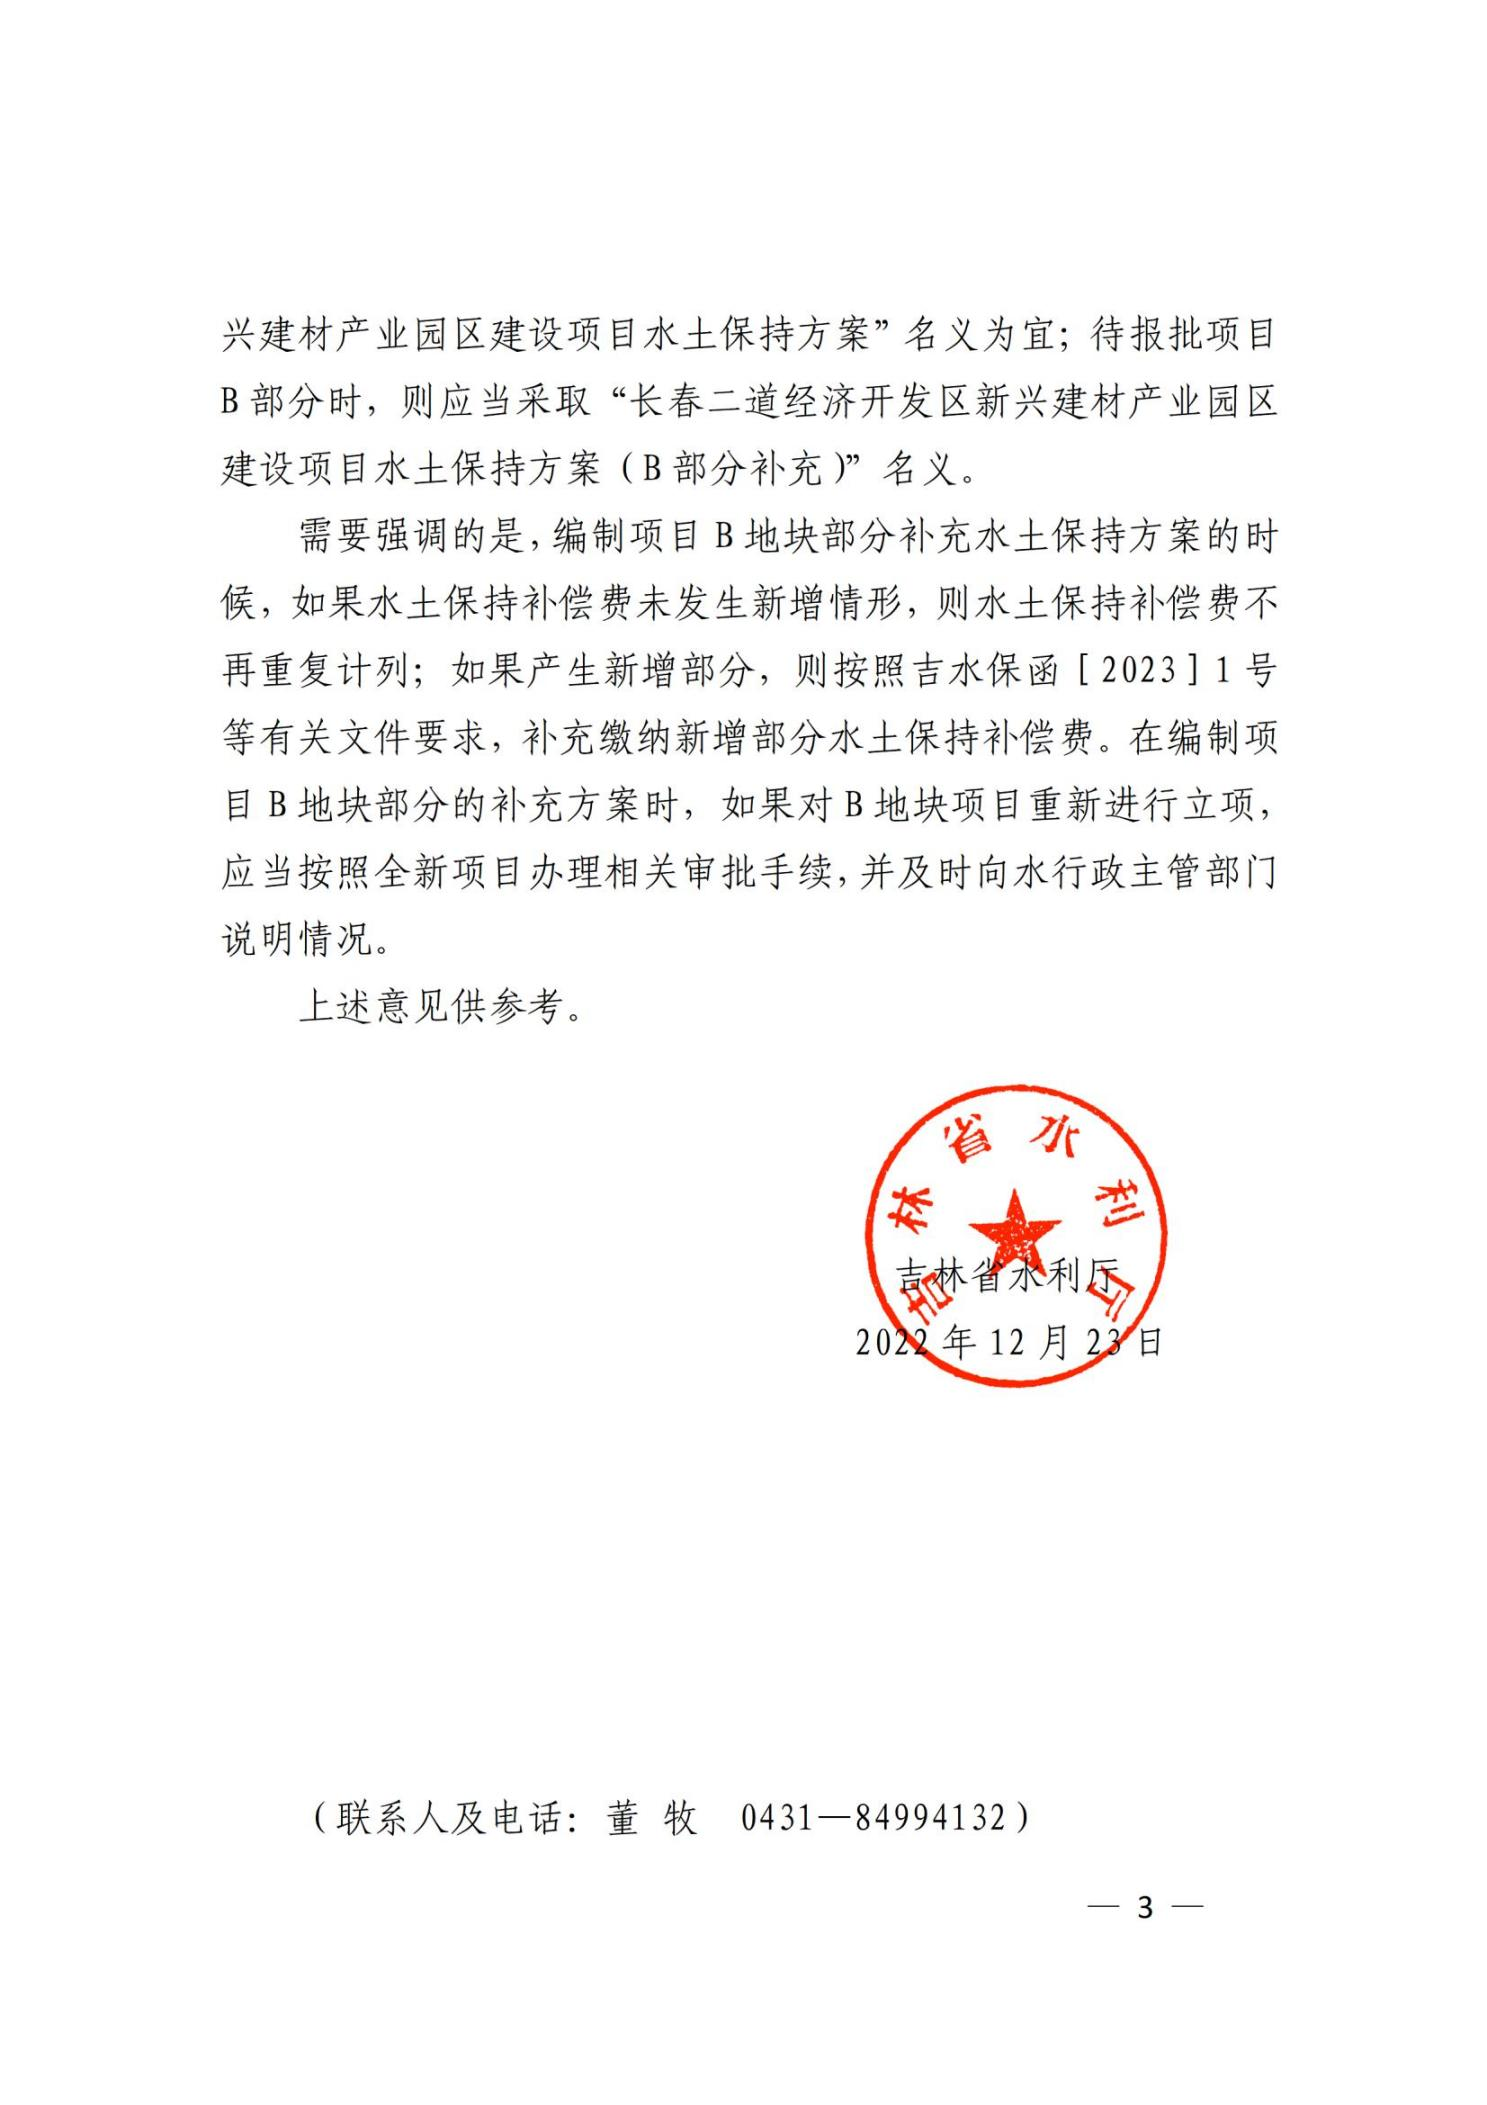 兴建材产业园区建设项目水土保持方案”名义为宜；待报批项目
B部分时，则应当采取“长春二道经济开发区新兴建材产业园区
建设项目水土保持方案（B部分补充）”名义。
需要强调的是，编制项目B地块部分补充水土保持方案的时
候，如果水土保持补偿费未发生新增情形，则水土保持补偿费不
再重复计列；如果产生新增部分，则按照吉水保函［2023］1号
等有关文件要求，补充缴纳新增部分水土保持补偿费。在编制项
目B地块部分的补充方案时，如果对B地块项目重新进行立项，
应当按照全新项目办理相关审批手续，并及时向水行政主管部门
说明情况。
上述意见供参考。
吉林省水利厅
吉林省水利厅
2022年12月23日
（联系人及电话：董 牧 0431—84994132）
— 3 —